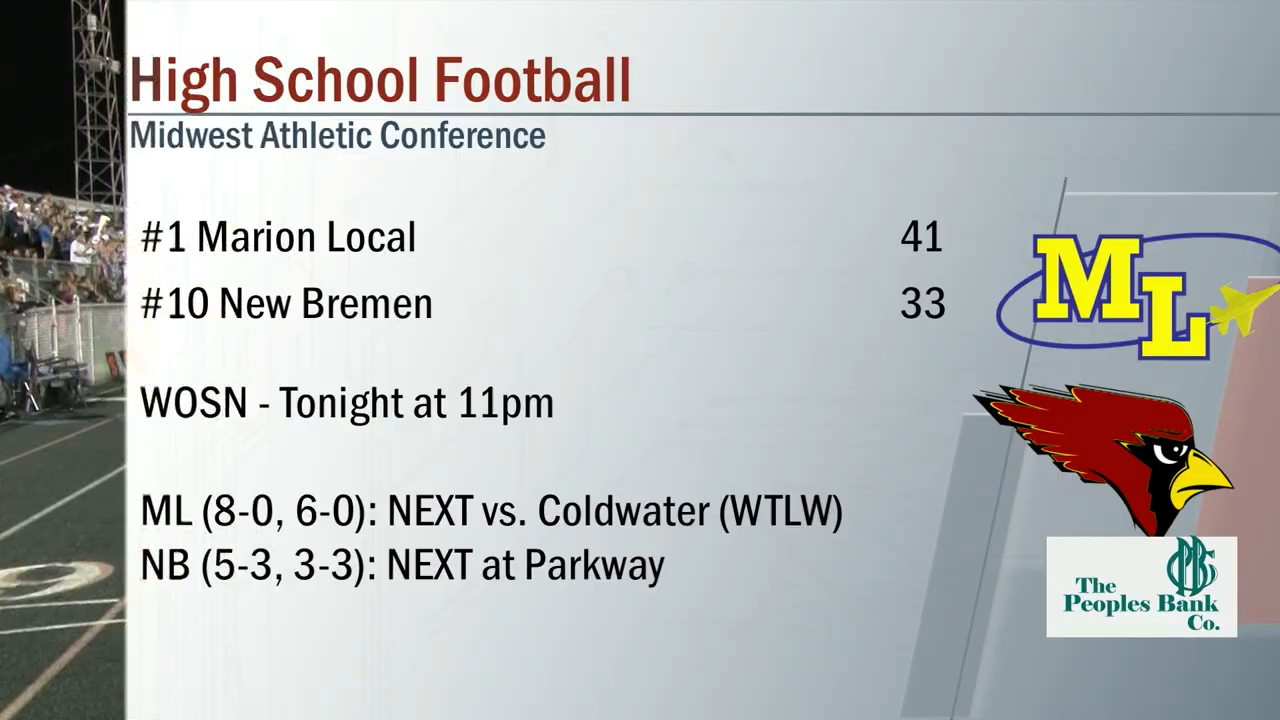 High School Football
Midwest Athletic Conference
#1 Marion Local 41
#10 New Bremen 33
WOSN - Tonight at 11pm
ML (8-0, 6-0): NEXT vs. Coldwater (WTLW)
NB (5-3, 3-3): NEXT at Parkway
ML
PBC
The
Peoples Bank
Co.